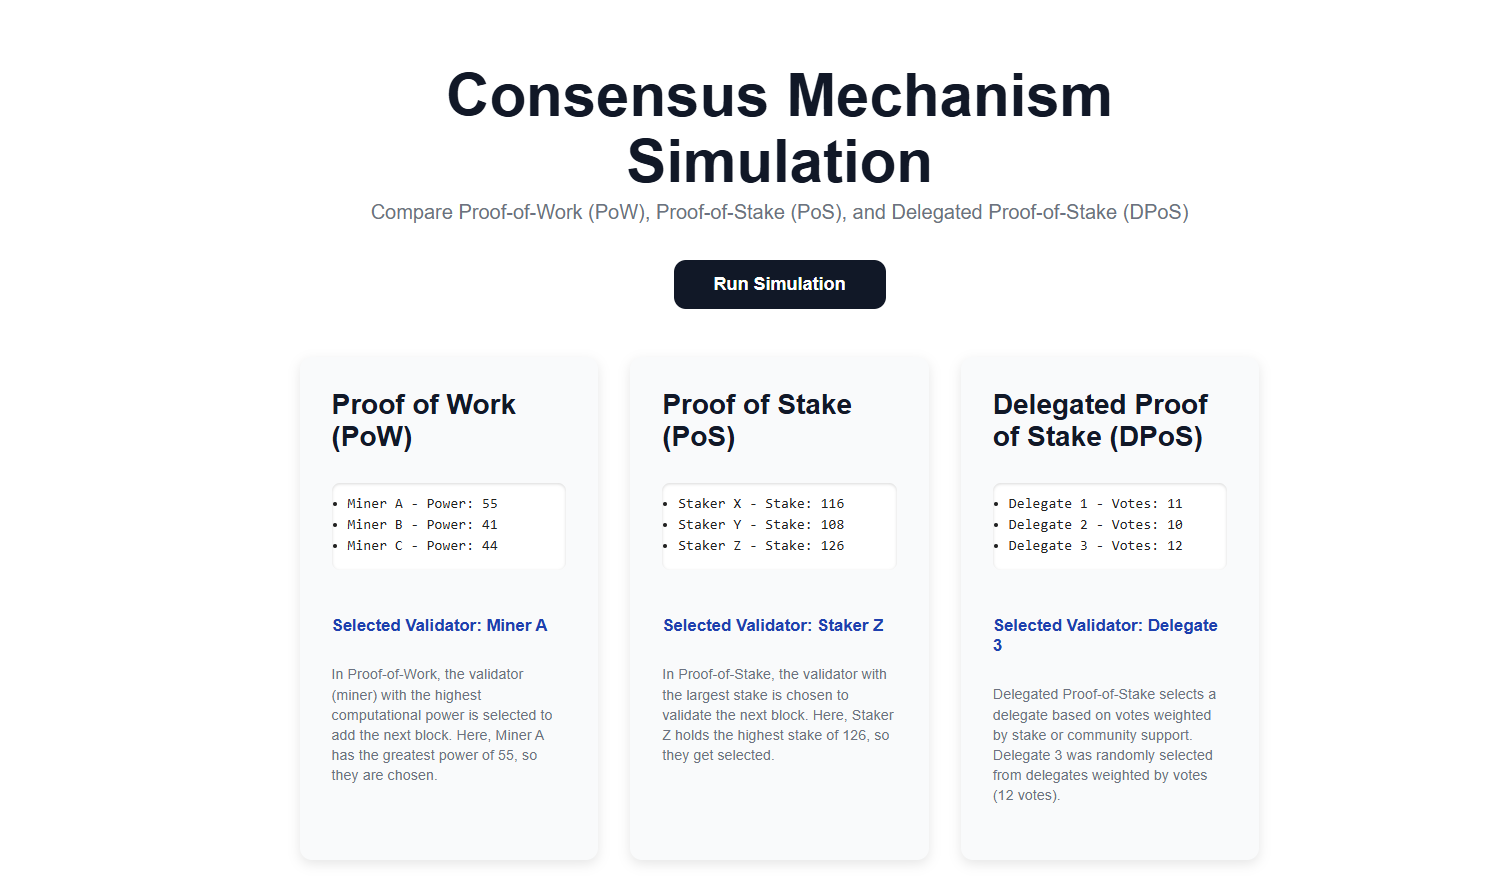 Consensus Mechanism
Simulation
Compare Proof-of-Work (PoW), Proof-of-Stake (PoS), and Delegated Proof-of-Stake (DPoS)
Run Simulation
Proof of Work
(PoW)
• Miner A - Power: 55
• Miner B - Power: 41
• Miner C - Power: 44
Selected Validator: Miner A
In Proof-of-Work, the validator
(miner) with the highest
computational power is selected to
add the next block. Here, Miner A
has the greatest power of 55, so
they are chosen.
Proof of Stake
(PoS)
• Staker X - Stake: 116
• Staker Y - Stake: 108
• Staker Z - Stake: 126
Selected Validator: Staker Z
In Proof-of-Stake, the validator with
the largest stake is chosen to
validate the next block. Here, Staker
Z holds the highest stake of 126, so
they get selected.
Delegated Proof
of Stake (DPoS)
• Delegate 1 - Votes: 11
• Delegate 2 - Votes: 10
• Delegate 3 - Votes: 12
Selected Validator: Delegate
3
Delegated Proof-of-Stake selects a
delegate based on votes weighted
by stake or community support.
Delegate 3 was randomly selected
from delegates weighted by votes
(12 votes).